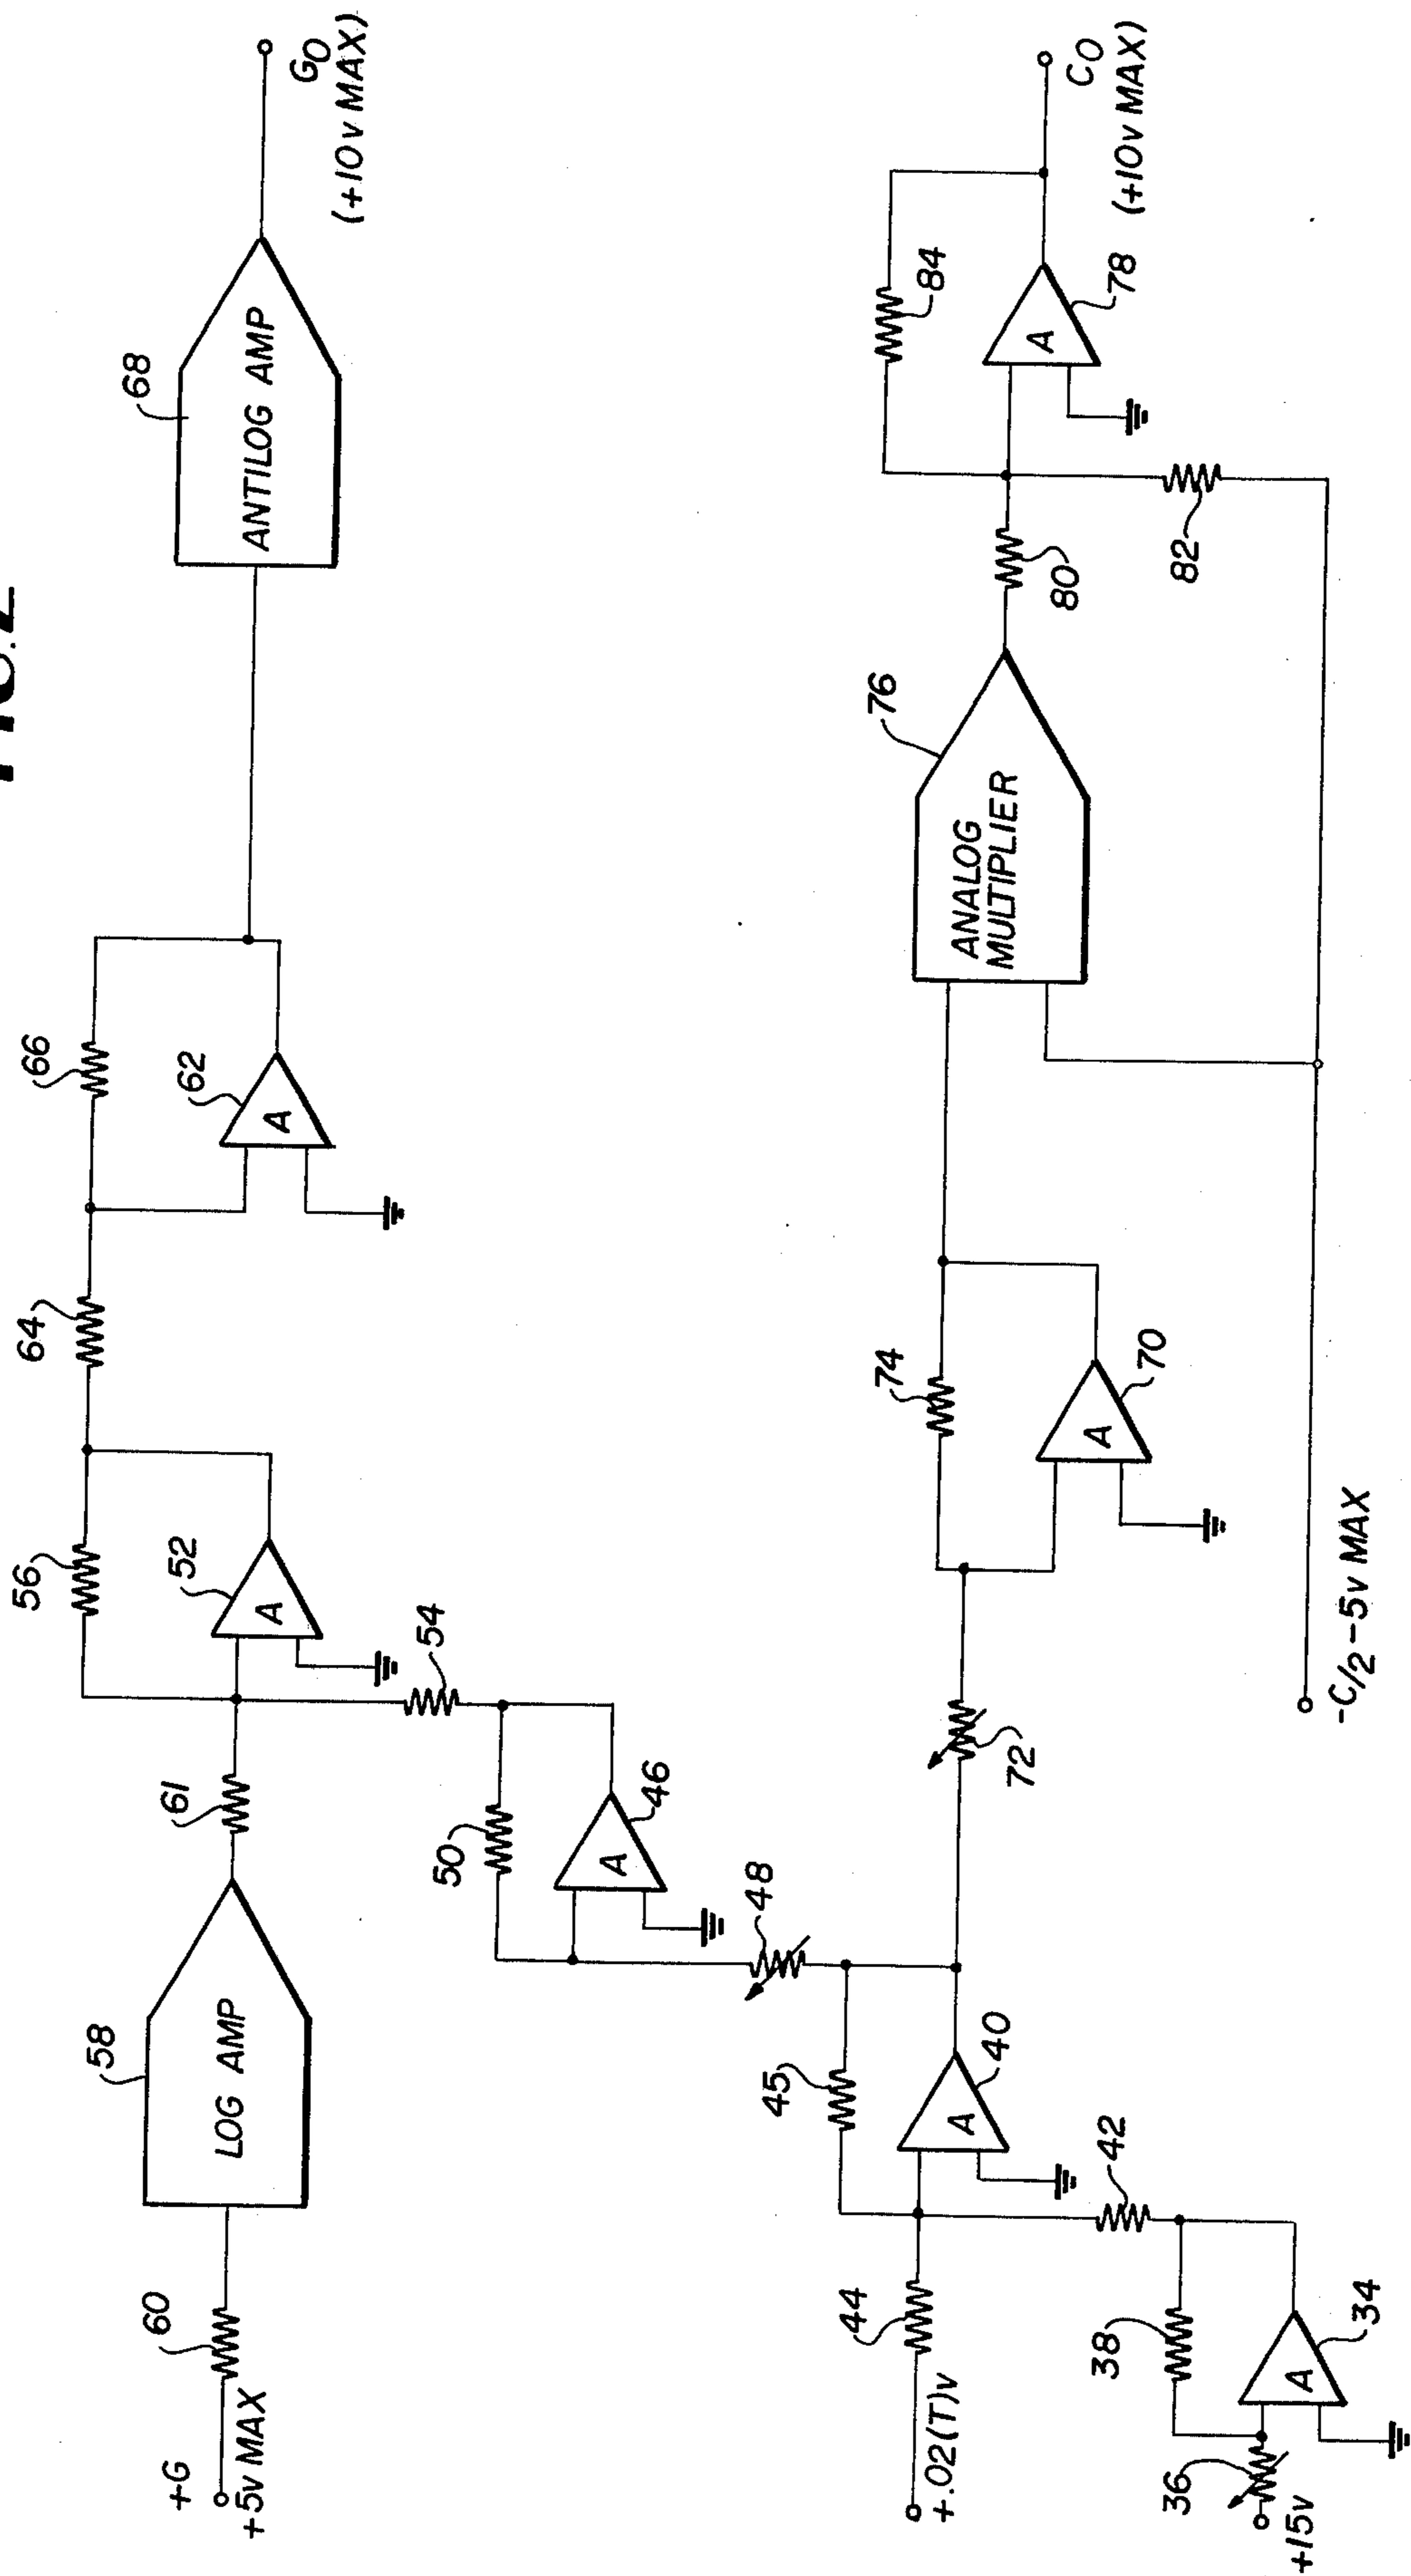 FIG. 2
60
+G
+5v MAX
58
LOG AMP
61
56
52
A
54
64
66
62
A
68
ANTILOG AMP
GO
(+10v MAX)
50
46
A
48
44
+.02(T)v
45
40
A
42
38
34
A
36
+15v
72
74
70
A
76
ANALOG
MULTIPLIER
80
82
84
78
A
CO
(+10v MAX)
-C/2-5v MAX